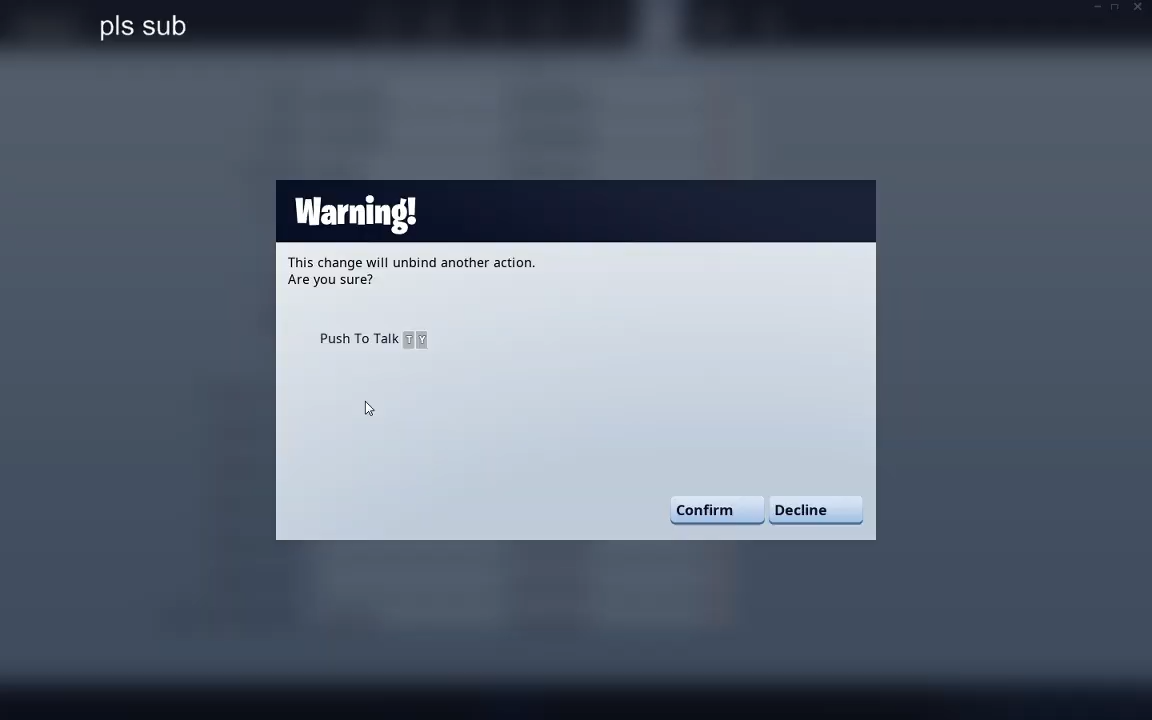 pls sub
Warning!
This change will unbind another action.
Are you sure?
Push To Talk T Y
Confirm Decline